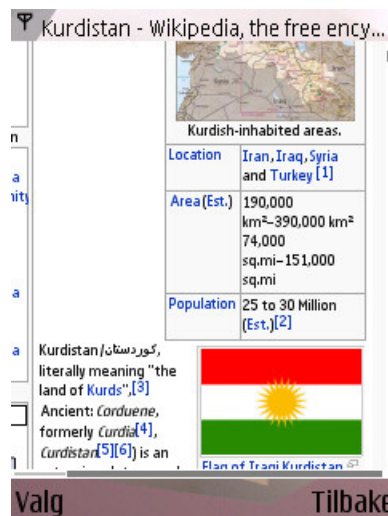 Kurdistan - Wikipedia, the free ency...
Kurdish-inhabited areas.
Location
Iran, Iraq, Syria
and Turkey [1]
Area (Est.)
190,000
km²–390,000 km²
74,000
sq.mi–151,000
sq.mi
Population
25 to 30 Million
(Est.)[2]
n
a
nity
a
a
Kurdistan/کوردستان,
literally meaning "the
land of Kurds",[3]
Ancient: Corduene,
formerly Curdia[4],
Curdistan[5][6]) is an
Flag of Iraqi Kurdistan
Valg
Tilbake